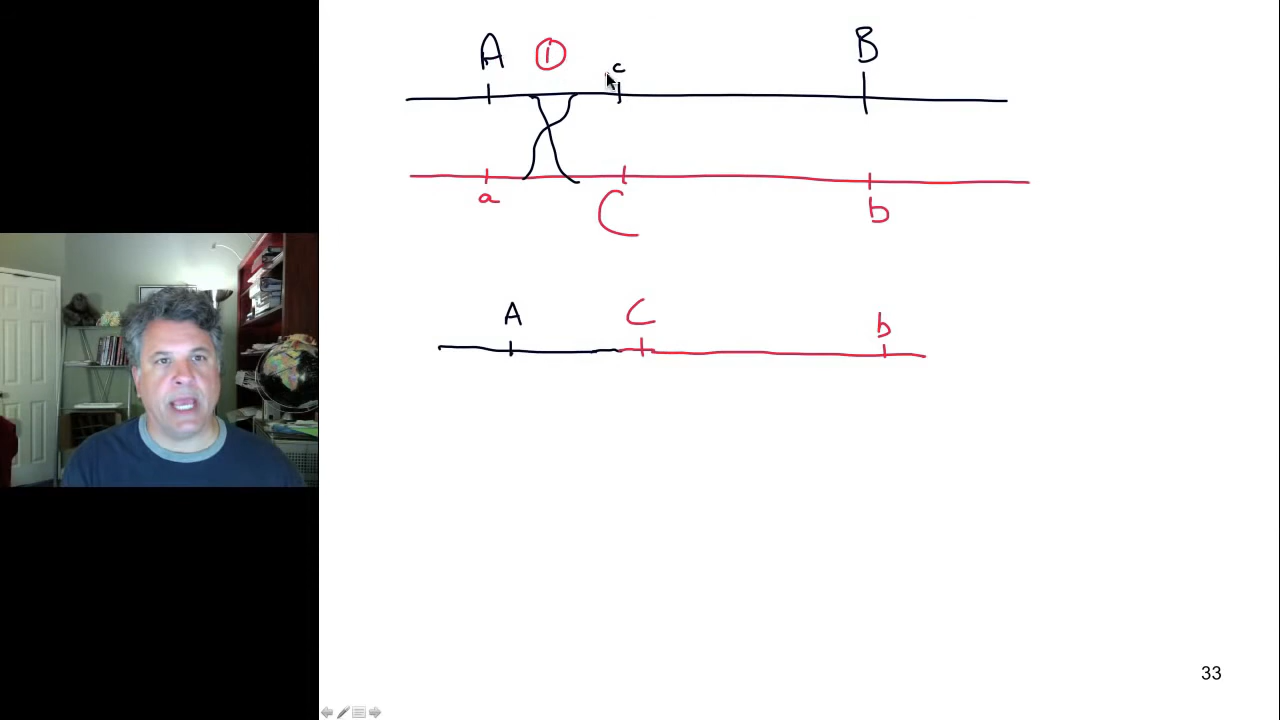 A ① c B
a C b
A C b
33